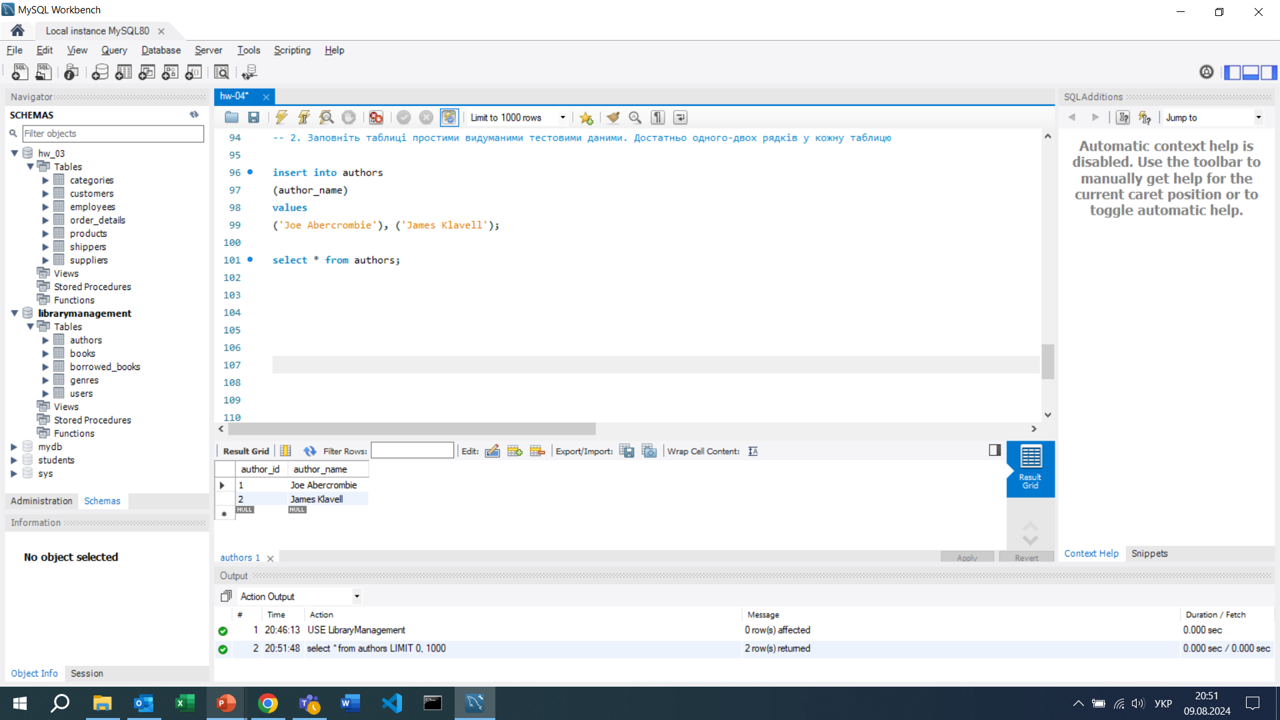 MySQL Workbench
Local instance MySQL80
File Edit View Query Database Server Tools Scripting Help
Navigator
SCHEMAS
Filter objects
hw_03
Tables
categories
customers
employees
order_details
products
shippers
suppliers
Views
Stored Procedures
Functions
librarymanagement
Tables
authors
books
borrowed_books
genres
users
Views
Stored Procedures
Functions
mydb
students
sys
Administration Schemas
Information
No object selected
Object Info Session
hw-04*
Limit to 1000 rows
94 -- 2. Заповніть таблиці простими видуманими тестовими даними. Достатньо одного-двох рядків у кожну таблицю
95
96 insert into authors
97 (author_name)
98 values
99 ('Joe Abercrombie'), ('James Klavell');
100
101 select * from authors;
102
103
104
105
106
107
108
109
110
Result Grid Filter Rows: Edit: Export/Import: Wrap Cell Content:
author_id author_name
1 Joe Abercrombie
2 James Klavell
NULL NULL
Result
Grid
authors 1 Apply Revert
Output
Action Output
# Time Action Message Duration / Fetch
1 20:46:13 USE LibraryManagement 0 row(s) affected 0.000 sec
2 20:51:48 select * from authors LIMIT 0, 1000 2 row(s) returned 0.000 sec / 0.000 sec
SQLAdditions
Jump to
Automatic context help is
disabled. Use the toolbar to
manually get help for the
current caret position or to
toggle automatic help.
Context Help Snippets
УКР
20:51
09.08.2024